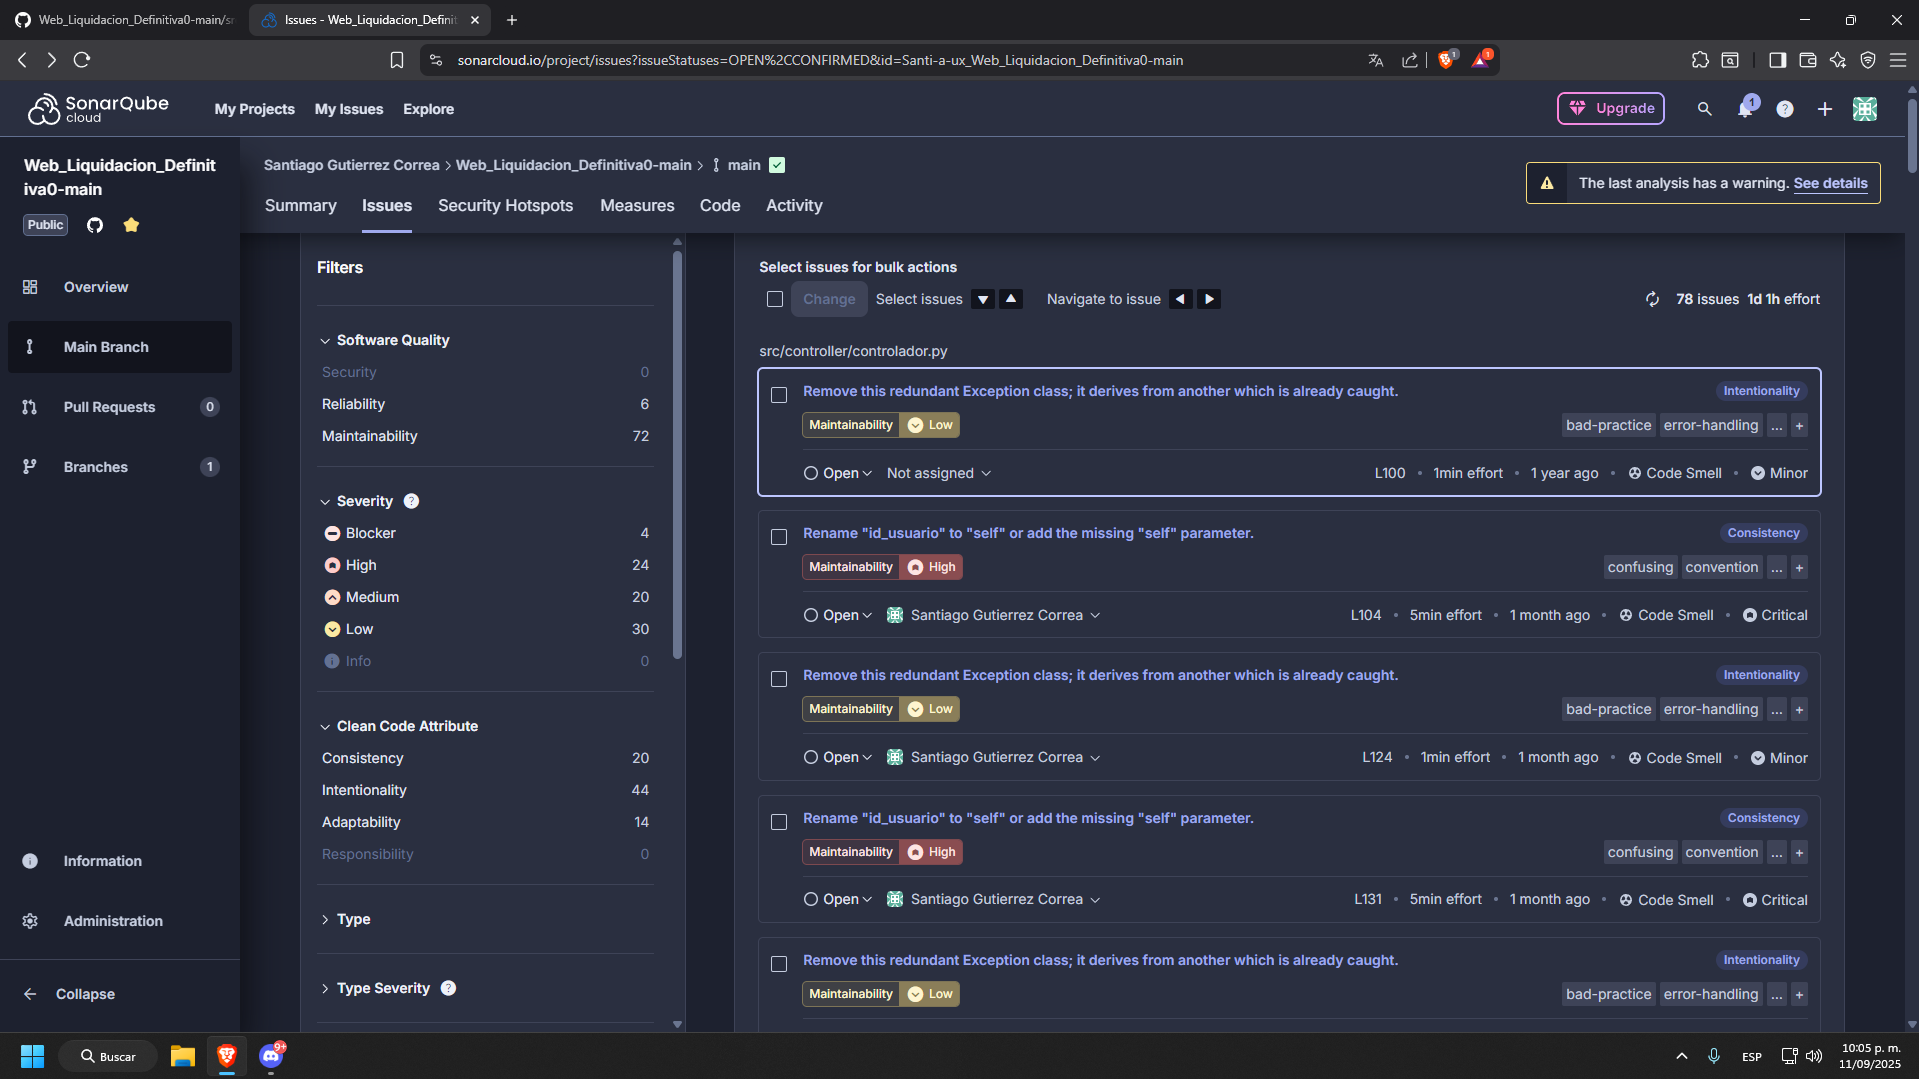 Web_Liquidacion_Definitiva0-main/sr
Issues - Web_Liquidacion_Definit
sonarcloud.io/project/issues?issueStatuses=OPEN%2CCONFIRMED&id=Santi-a-ux_Web_Liquidacion_Definitiva0-main
1
1
SonarQube cloud
My Projects
My Issues
Explore
Upgrade
1
Web_Liquidacion_Definit
iva0-main
Public
Overview
Main Branch
Pull Requests 0
Branches 1
Information
Administration
Collapse
Santiago Gutierrez Correa > Web_Liquidacion_Definitiva0-main > main
The last analysis has a warning. See details
Summary
Issues
Security Hotspots
Measures
Code
Activity
Filters
Software Quality
Security 0
Reliability 6
Maintainability 72
Severity ?
Blocker 4
High 24
Medium 20
Low 30
Info 0
Clean Code Attribute
Consistency 20
Intentionality 44
Adaptability 14
Responsibility 0
Type
Type Severity ?
Select issues for bulk actions
Change Select issues Navigate to issue 78 issues 1d 1h effort
src/controller/controlador.py
Remove this redundant Exception class; it derives from another which is already caught. Intentionality
Maintainability Low bad-practice error-handling ... +
Open Not assigned L100 • 1min effort • 1 year ago • Code Smell • Minor
Rename "id_usuario" to "self" or add the missing "self" parameter. Consistency
Maintainability High confusing convention ... +
Open Santiago Gutierrez Correa L104 • 5min effort • 1 month ago • Code Smell • Critical
Remove this redundant Exception class; it derives from another which is already caught. Intentionality
Maintainability Low bad-practice error-handling ... +
Open Santiago Gutierrez Correa L124 • 1min effort • 1 month ago • Code Smell • Minor
Rename "id_usuario" to "self" or add the missing "self" parameter. Consistency
Maintainability High confusing convention ... +
Open Santiago Gutierrez Correa L131 • 5min effort • 1 month ago • Code Smell • Critical
Remove this redundant Exception class; it derives from another which is already caught. Intentionality
Maintainability Low bad-practice error-handling ... +
Buscar
9+
ESP
10:05 p. m.
11/09/2025